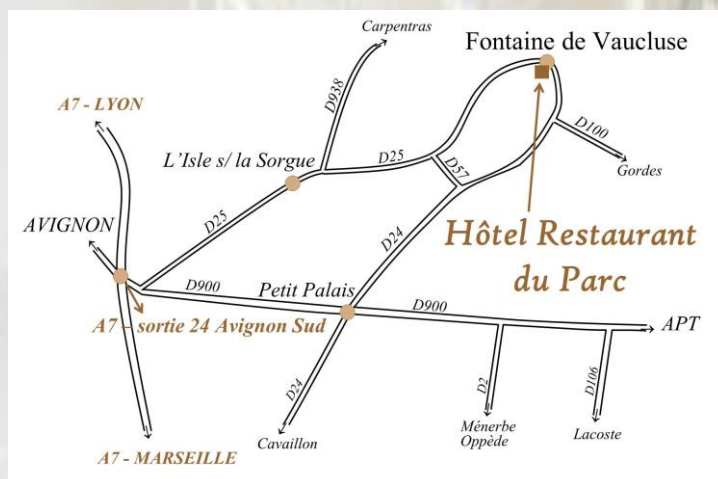 Carpentras
Fontaine de Vaucluse
A7 - LYON
D938
D100
L'Isle s/ la Sorgue
D25
D57
Gordes
D25
AVIGNON
D24
Hôtel Restaurant
du Parc
D900
Petit Palais
D900
A7 - sortie 24 Avignon Sud
APT
D24
D2
D106
Cavaillon
Ménerbe
Oppède
Lacoste
A7 - MARSEILLE